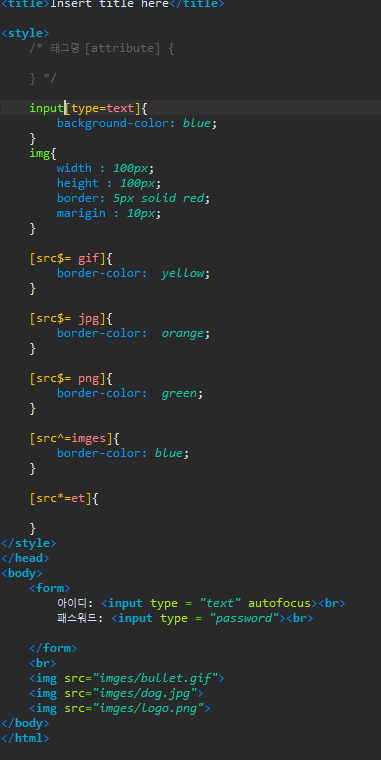 <title>Insert title here</title>
<style>
/* 태그명 [attribute] {
} */
input[type=text]{
background-color: blue;
}
img{
width : 100px;
height : 100px;
border: 5px solid red;
marigin : 10px;
}
[src$= gif]{
border-color:  yellow;
}
[src$= jpg]{
border-color:  orange;
}
[src$= png]{
border-color:  green;
}
[src^=imges]{
border-color: blue;
}
[src*=et]{
}
</style>
</head>
<body>
<form>
아이디: <input type = "text" autofocus><br>
패스워드: <input type = "password"><br>
</form>
<br>
<img src="imges/bullet.gif">
<img src="imges/dog.jpg">
<img src="imges/logo.png">
</body>
</html>